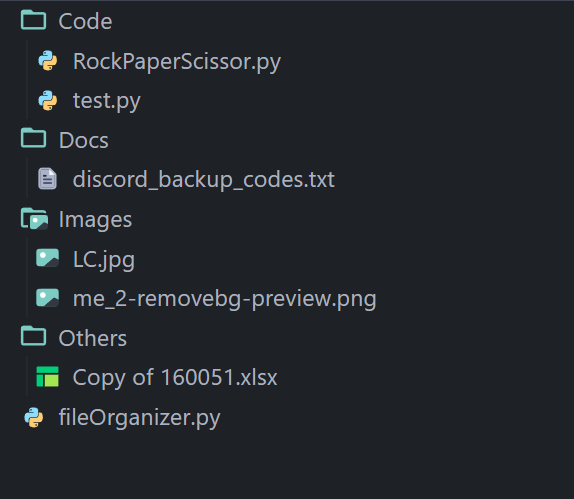 Code
RockPaperScissor.py
test.py
Docs
discord_backup_codes.txt
Images
LC.jpg
me_2-removebg-preview.png
Others
Copy of 160051.xlsx
fileOrganizer.py